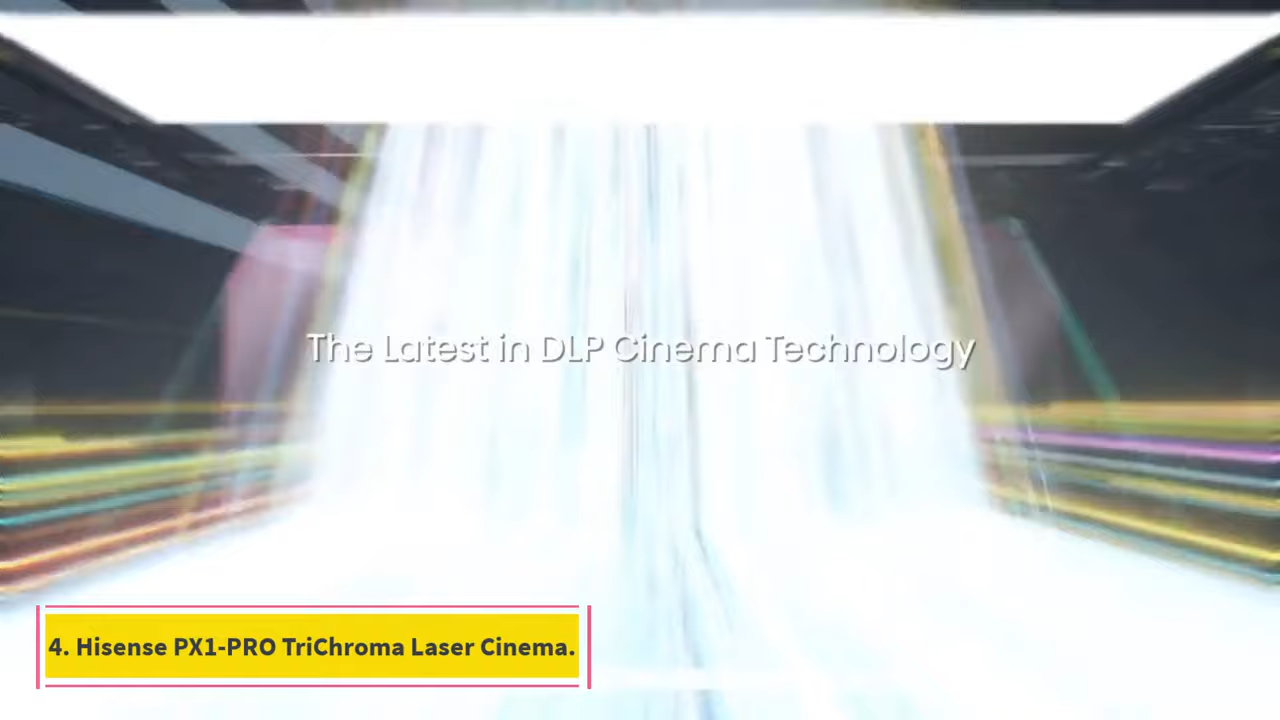 The Latest in DLP Cinema Technology
4. Hisense PX1-PRO TriChroma Laser Cinema.